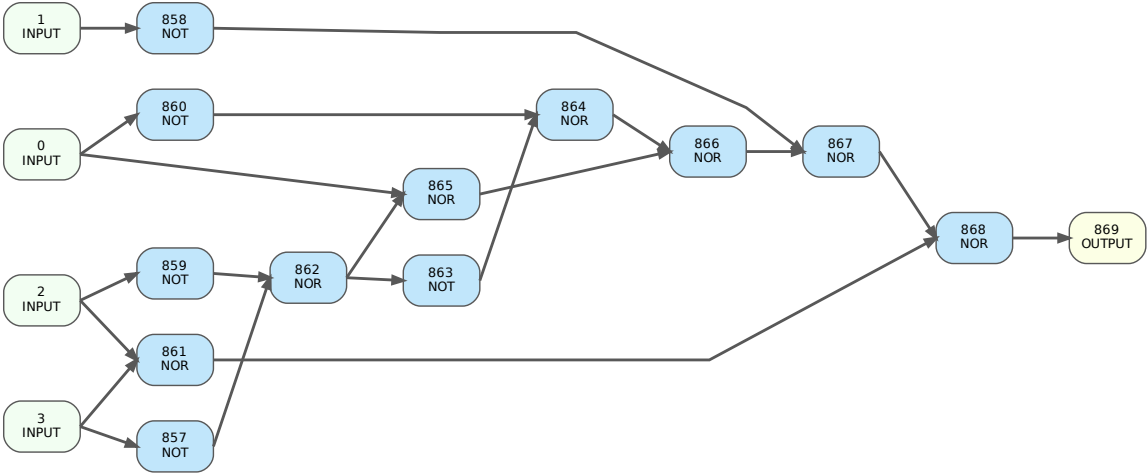 1
INPUT
858
NOT
860
NOT
864
NOR
0
INPUT
866
NOR
867
NOR
865
NOR
868
NOR
869
OUTPUT
859
NOT
862
NOR
863
NOT
2
INPUT
861
NOR
3
INPUT
857
NOT